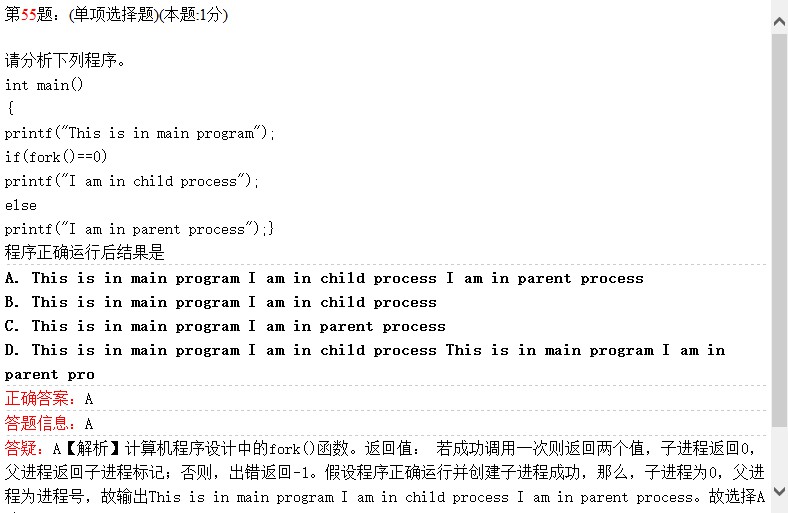 第55题：(单项选择题)(本题:1分)
请分析下列程序。
int main()
{
printf("This is in main program");
if(fork()==0)
printf("I am in child process");
else
printf("I am in parent process");}
程序正确运行后结果是
A. This is in main program I am in child process I am in parent process
B. This is in main program I am in child process
C. This is in main program I am in parent process
D. This is in main program I am in child process This is in main program I am in
parent pro
正确答案：A
答题信息：A
答疑：A【解析】计算机程序设计中的fork()函数。返回值： 若成功调用一次则返回两个值，子进程返回0，
父进程返回子进程标记；否则，出错返回-1。假设程序正确运行并创建子进程成功，那么，子进程为0，父进
程为进程号，故输出This is in main program I am in child process I am in parent process。故选择A